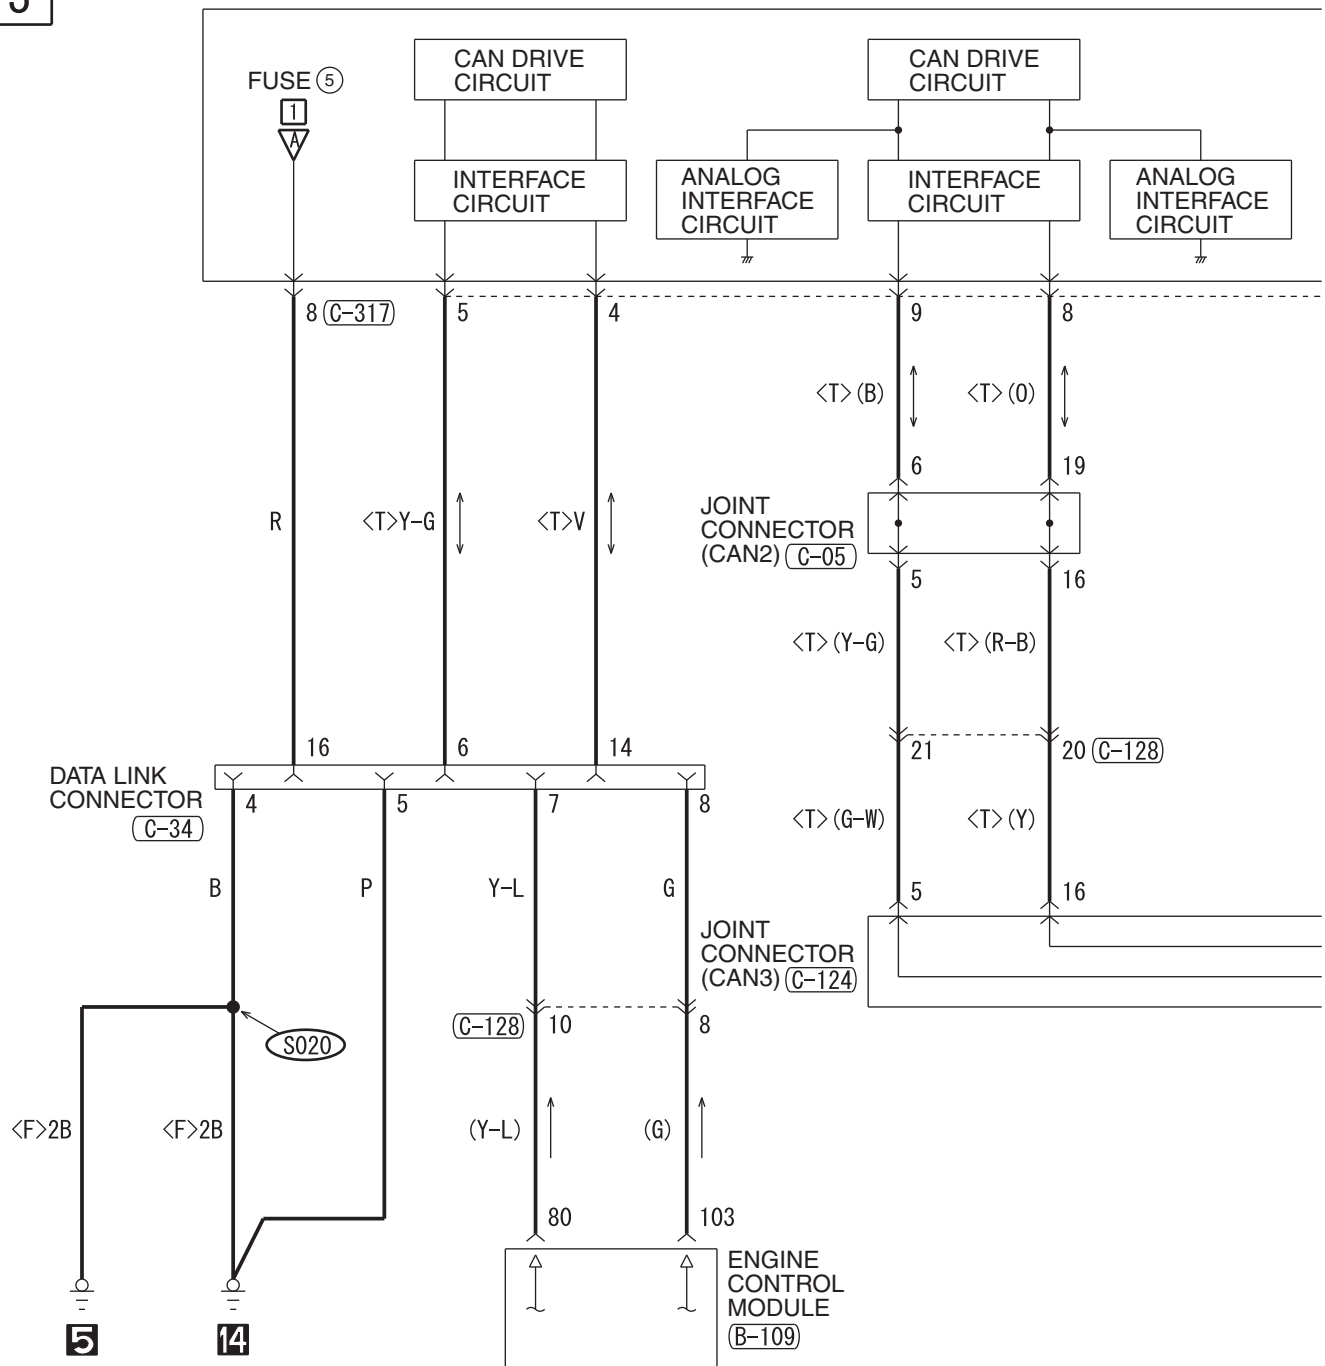 5
CAN DRIVE
CIRCUIT
CAN DRIVE
CIRCUIT
FUSE 5
1
A
INTERFACE
CIRCUIT
ANALOG
INTERFACE
CIRCUIT
INTERFACE
CIRCUIT
ANALOG
INTERFACE
CIRCUIT
8 C-317
5
4
9
8
<T>(B)
<T>(O)
6
19
R
<T>Y-G
<T>V
JOINT
CONNECTOR
(CAN2) C-05
5
16
<T>(Y-G)
<T>(R-B)
16
6
14
21
20 C-128
DATA LINK
CONNECTOR
C-34
4
5
7
8
<T>(G-W)
<T>(Y)
B
P
Y-L
G
5
16
JOINT
CONNECTOR
(CAN3) C-124
C-128
10
8
S020
<F>2B
<F>2B
(Y-L)
(G)
80
103
ENGINE
CONTROL
MODULE
B-109
5
14